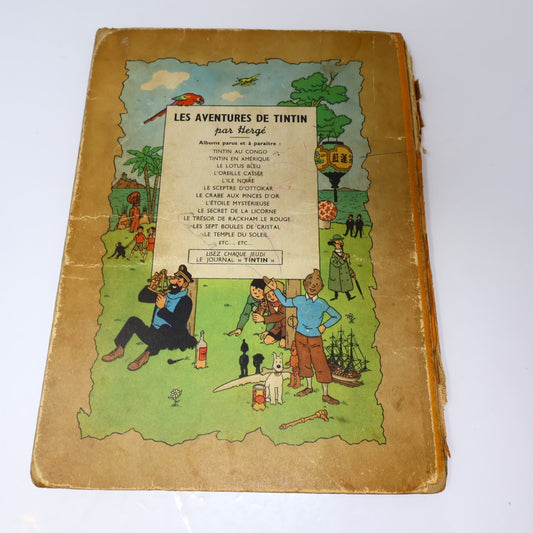 LES AVENTURES DE TINTIN
par Hergé
Albums parus et à paraître :
TINTIN AU CONGO
TINTIN EN AMÉRIQUE
LE LOTUS BLEU
L'OREILLE CASSÉE
L'ILE NOIRE
LE SCEPTRE D'OTTOKAR
LE CRABE AUX PINCES D'OR
L'ÉTOILE MYSTÉRIEUSE
LE SECRET DE LA LICORNE
LE TRÉSOR DE RACKHAM LE ROUGE
LES SEPT BOULES DE CRISTAL
LE TEMPLE DU SOLEIL
ETC... ETC...
LISEZ CHAQUE JEUDI
LE JOURNAL « TINTIN »